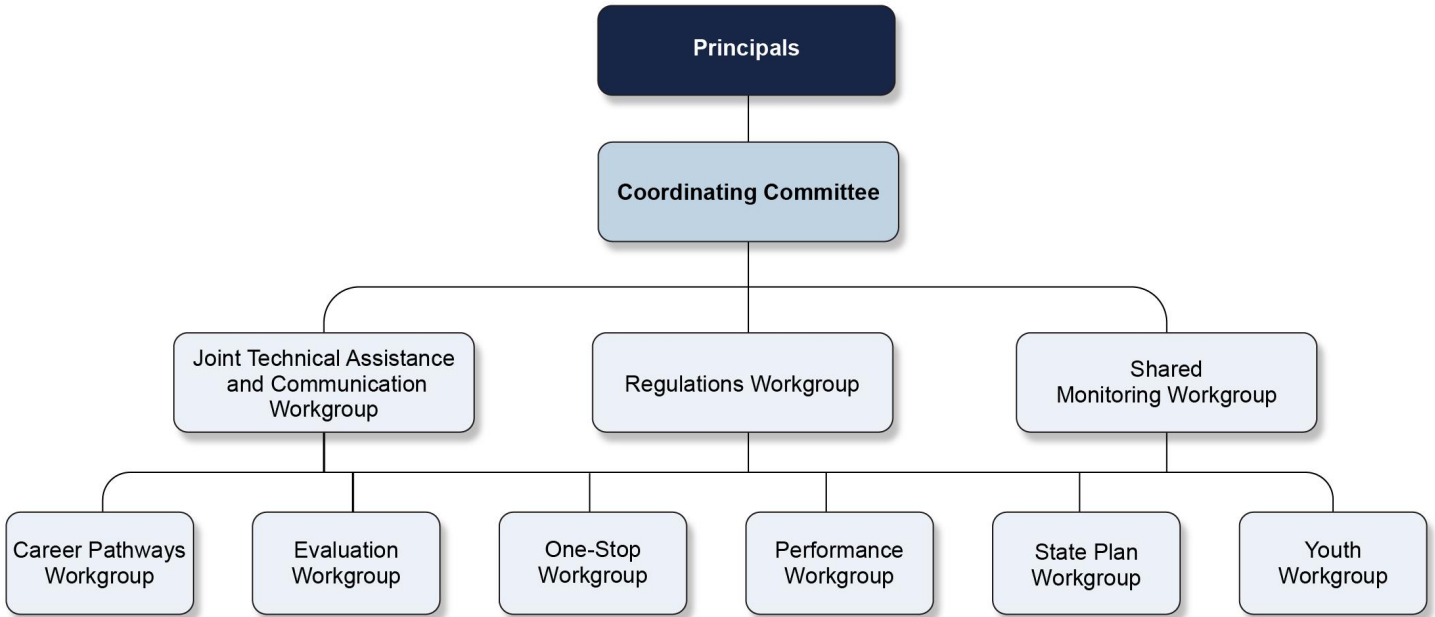 Principals
Coordinating Committee
Joint Technical Assistance
and Communication
Workgroup
Regulations Workgroup
Shared
Monitoring Workgroup
Career Pathways
Workgroup
Evaluation
Workgroup
One-Stop
Workgroup
Performance
Workgroup
State Plan
Workgroup
Youth
Workgroup